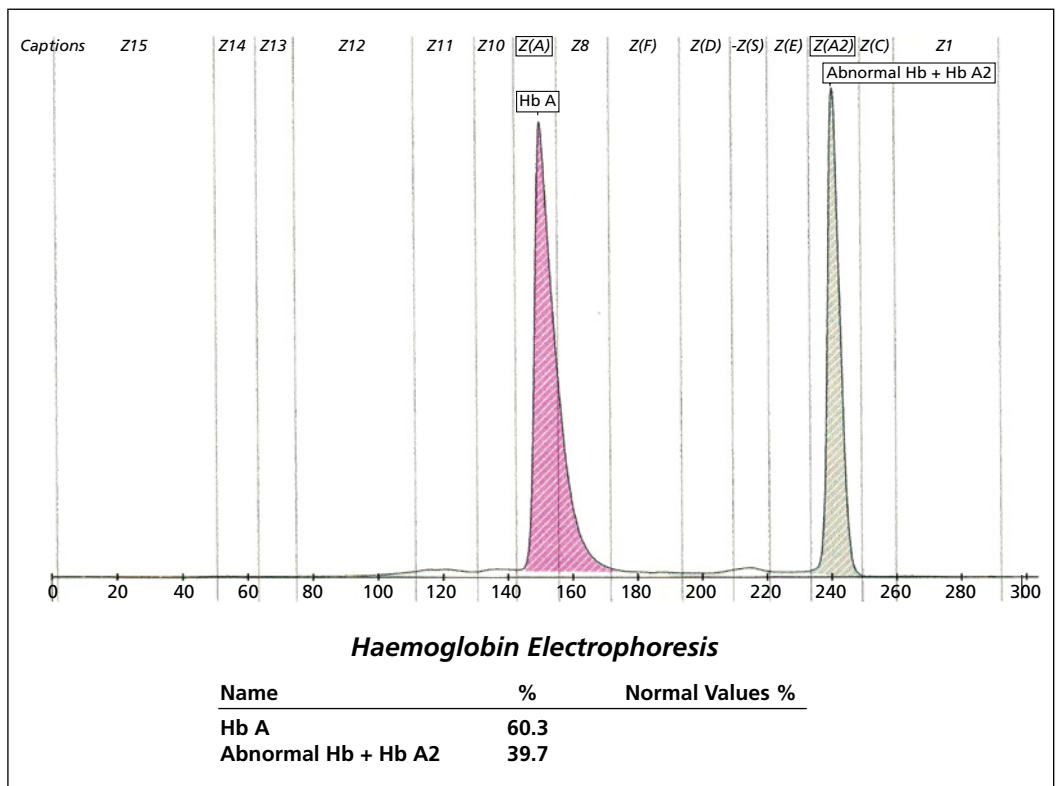 Captions Z15 Z14 Z13 Z12 Z11 Z10 Z(A) Z8 Z(F) Z(D) -Z(S) Z(E) Z(A2) Z(C) Z1
Abnormal Hb + Hb A2
Hb A
0 20 40 60 80 100 120 140 160 180 200 220 240 260 280 300
Haemoglobin Electrophoresis
Name % Normal Values %
Hb A 60.3
Abnormal Hb + Hb A2 39.7